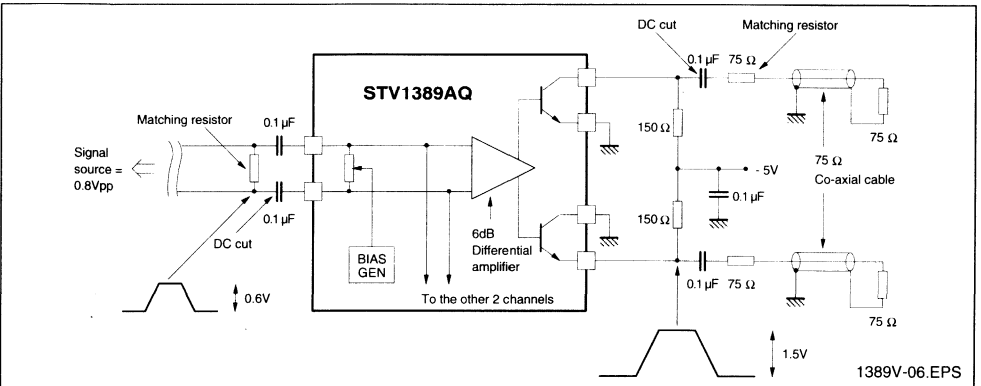 DC cut
Matching resistor
0.1 µF
75 Ω
STV1389AQ
Matching resistor
0.1 µF
150 Ω
75 Ω
Signal
source =
0.8Vpp
75 Ω
- 5V
Co-axial cable
0.1 µF
0.1 µF
150 Ω
DC cut
6dB
Differential
amplifier
BIAS
GEN
0.1 µF
75 Ω
To the other 2 channels
0.6V
75 Ω
1.5V
1389V-06.EPS